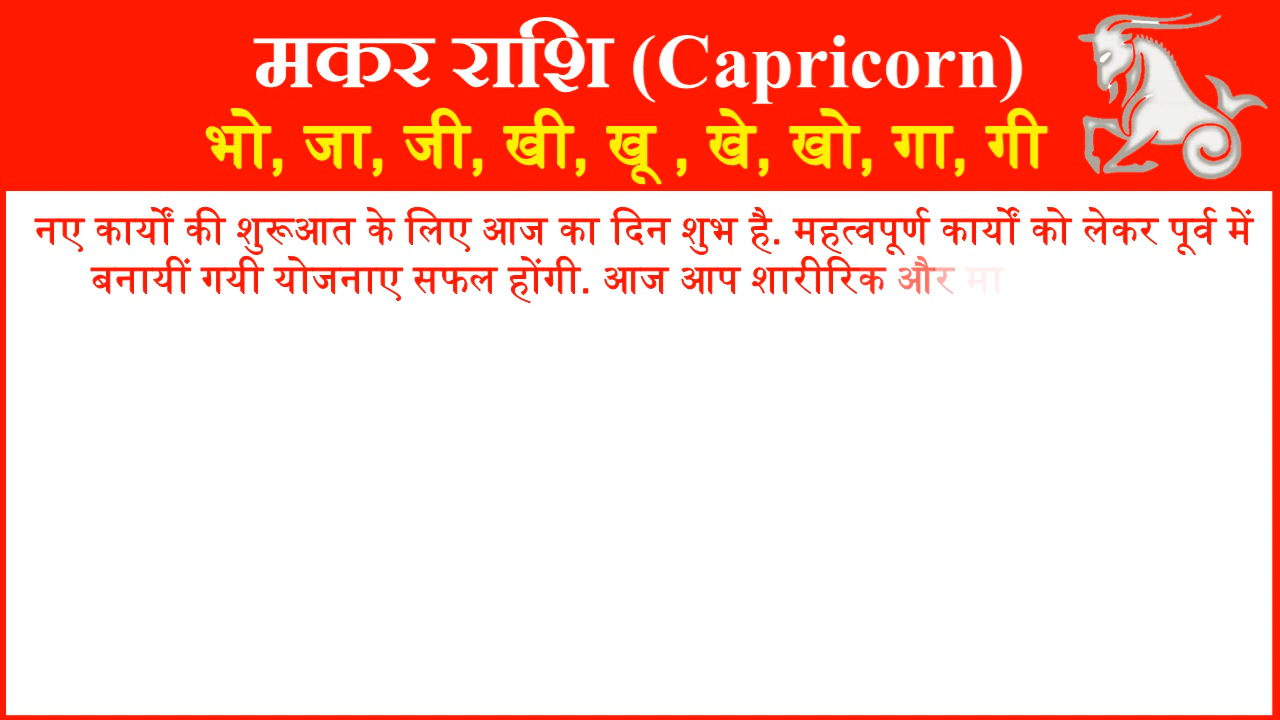 मकर राशि (Capricorn)
भो, जा, जी, खी, खू , खे, खो, गा, गी
नए कार्यों की शुरूआत के लिए आज का दिन शुभ है. महत्वपूर्ण कार्यों को लेकर पूर्व में
बनायीं गयी योजनाए सफल होंगी. आज आप शारीरिक और